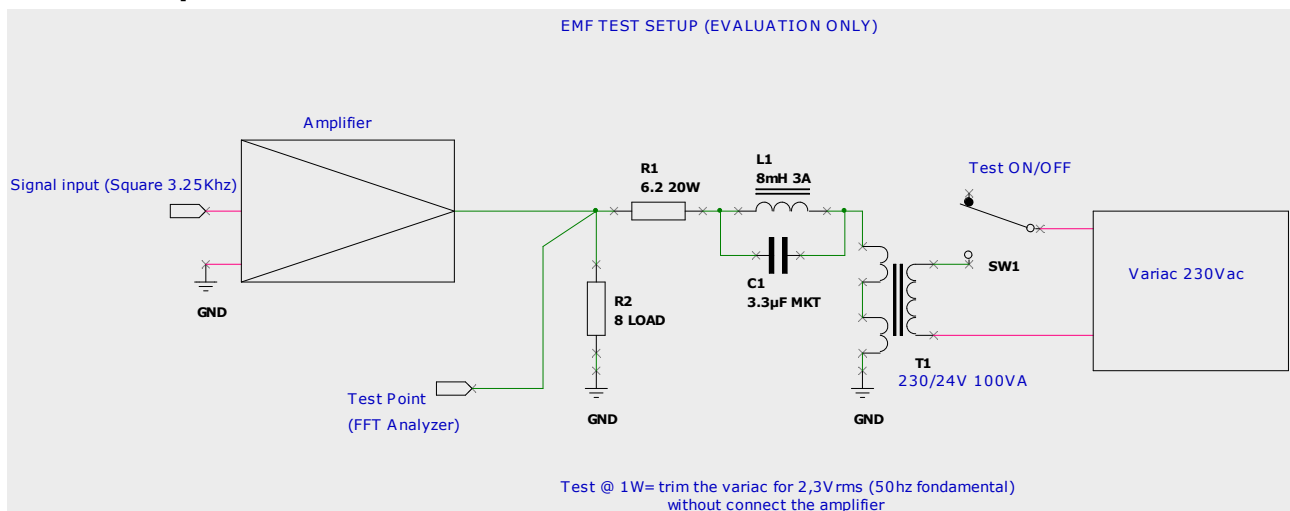 EMF TEST SETUP (EVALUATION ONLY)
Amplifier
Signal input (Square 3.25Khz)
GND
R1
6.2 20W
L1
8mH 3A
C1
3.3µF MKT
Test ON/OFF
SW1
Variac 230Vac
R2
8 LOAD
GND
T1
230/24V 100VA
GND
Test Point
(FFT Analyzer)
Test @ 1W= trim the variac for 2,3Vrms (50hz fondamental)
without connect the amplifier